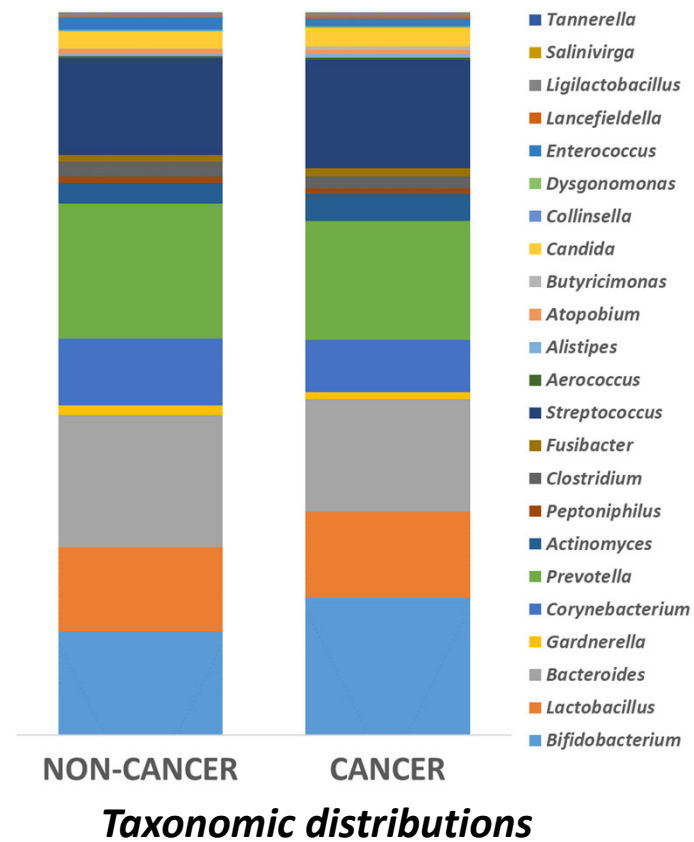 Tannerella
Salinivirga
Ligilactobacillus
Lancefieldella
Enterococcus
Dysgonomonas
Collinsella
Candida
Butyricimonas
Atopobium
Alistipes
Aerococcus
Streptococcus
Fusibacter
Clostridium
Peptoniphilus
Actinomyces
Prevotella
Corynebacterium
Gardnerella
Bacteroides
Lactobacillus
Bifidobacterium
NON-CANCER CANCER
Taxonomic distributions